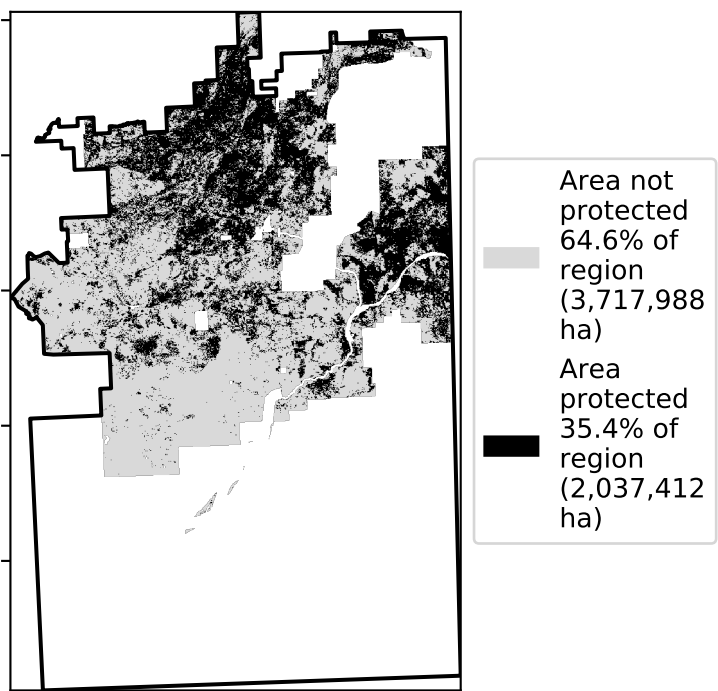 Area not
protected
64.6% of
region
(3,717,988
ha)
Area
protected
35.4% of
region
(2,037,412
ha)